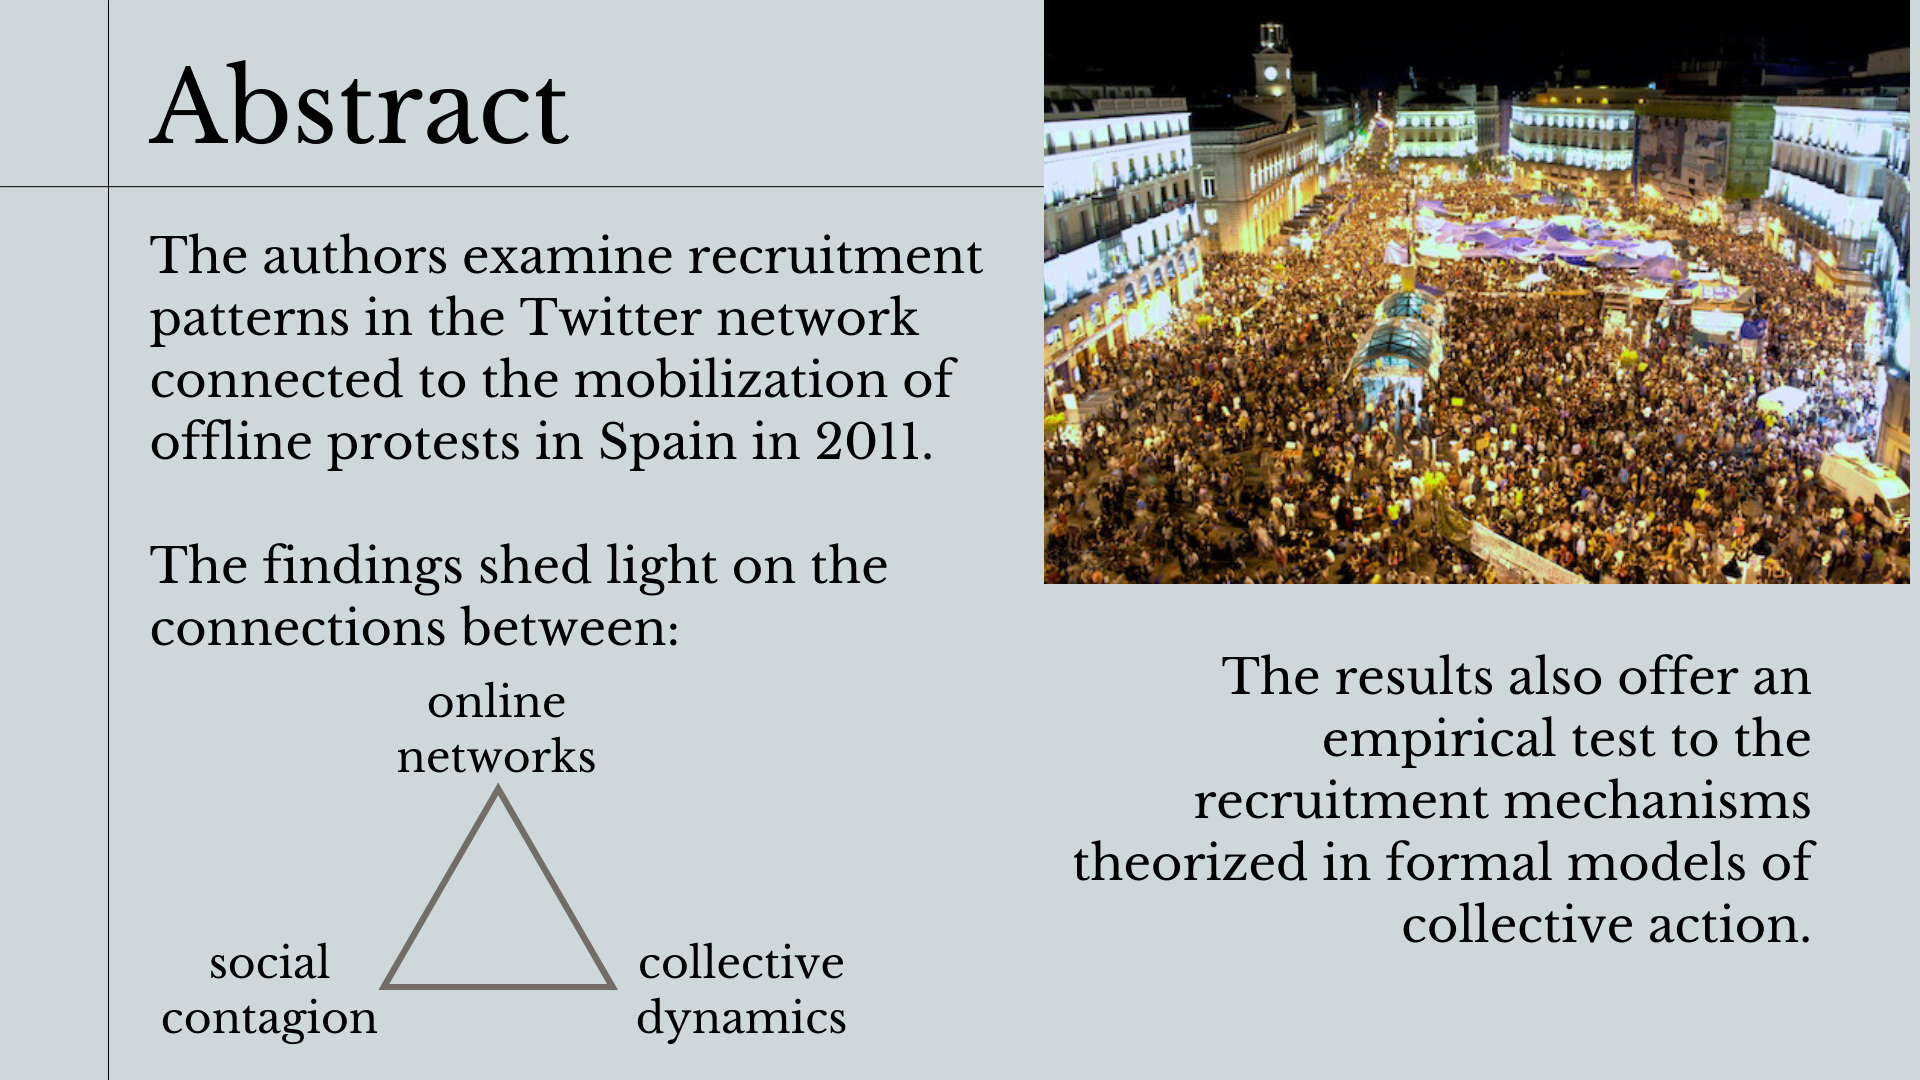 Abstract
The authors examine recruitment
patterns in the Twitter network
connected to the mobilization of
offline protests in Spain in 2011.
The findings shed light on the
connections between:
online
networks
social
contagion
collective
dynamics
The results also offer an
empirical test to the
recruitment mechanisms
theorized in formal models of
collective action.